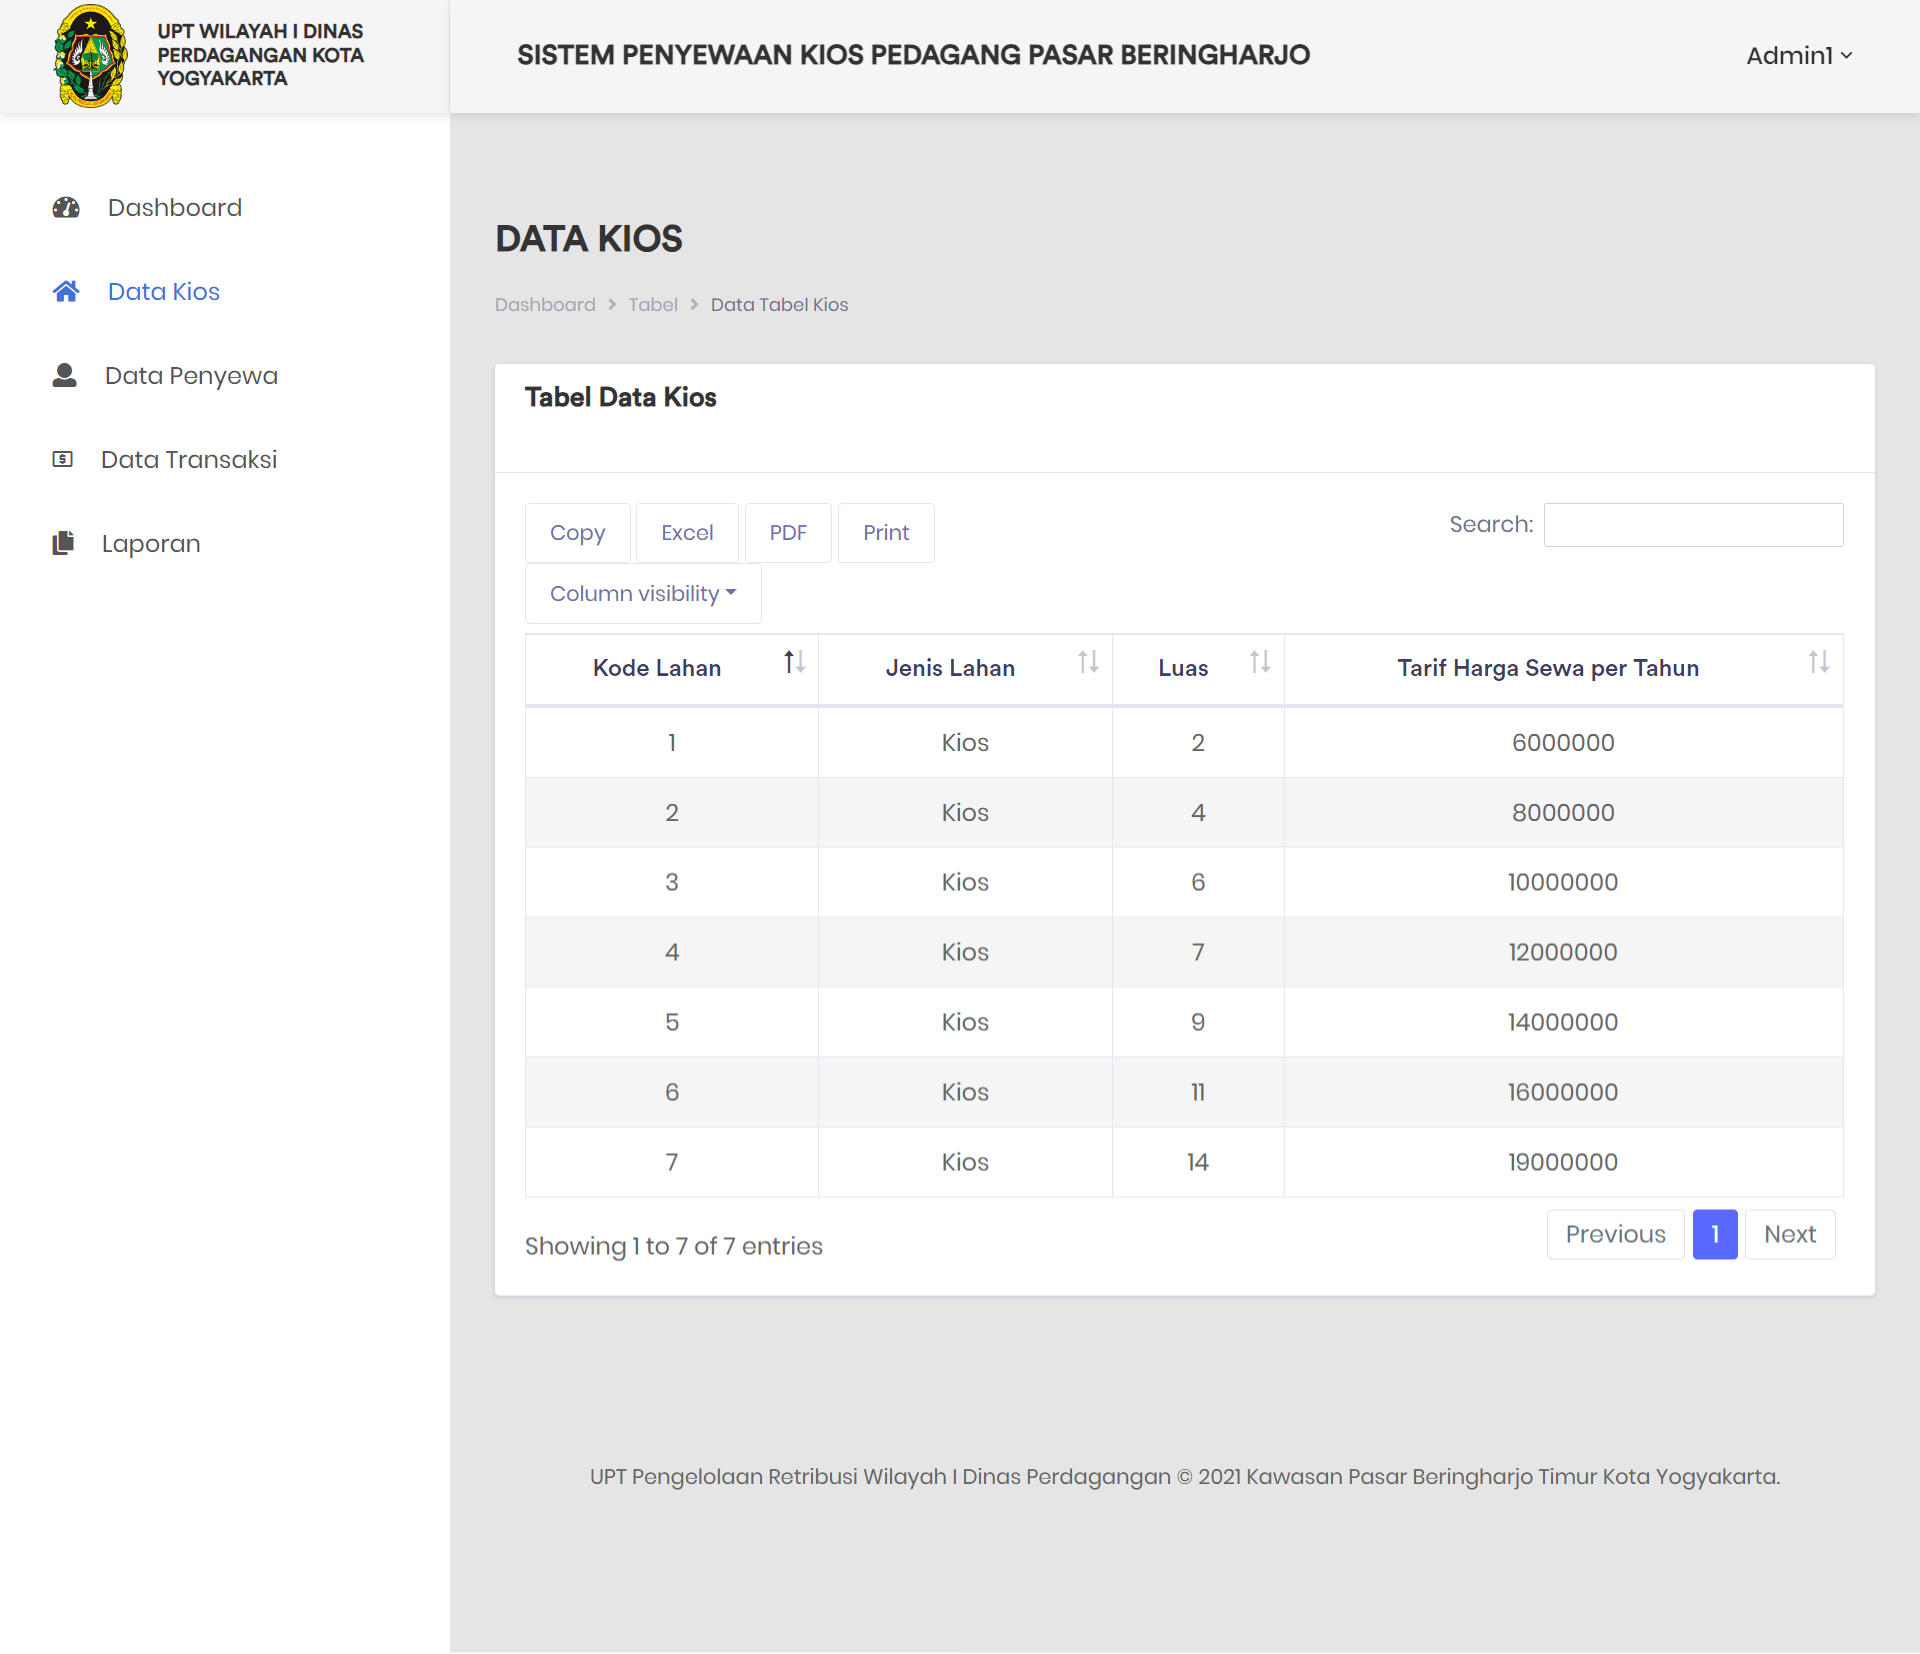 UPT WILAYAH I DINAS
PERDAGANGAN KOTA
YOGYAKARTA
SISTEM PENYEWAAN KIOS PEDAGANG PASAR BERINGHARJO
Admin1
Dashboard
Data Kios
Data Penyewa
Data Transaksi
Laporan
DATA KIOS
Dashboard > Tabel > Data Tabel Kios
Tabel Data Kios
Copy Excel PDF Print
Search:
Column visibility
Kode Lahan Jenis Lahan Luas Tarif Harga Sewa per Tahun
1 Kios 2 6000000
2 Kios 4 8000000
3 Kios 6 10000000
4 Kios 7 12000000
5 Kios 9 14000000
6 Kios 11 16000000
7 Kios 14 19000000
Showing 1 to 7 of 7 entries
Previous 1 Next
UPT Pengelolaan Retribusi Wilayah I Dinas Perdagangan © 2021 Kawasan Pasar Beringharjo Timur Kota Yogyakarta.